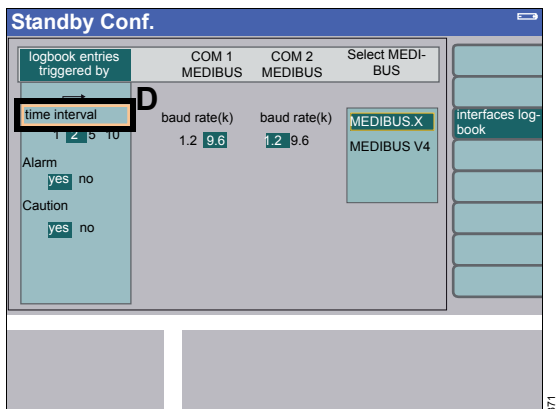 Standby Conf.
logbook entries
triggered by
COM 1
MEDIBUS
COM 2
MEDIBUS
Select MEDI-
BUS
D
time interval
1 2 5 10
Alarm
yes no
Caution
yes no
baud rate(k)
1.2 9.6
baud rate(k)
1.2 9.6
MEDIBUS.X
MEDIBUS V4
interfaces log-
book